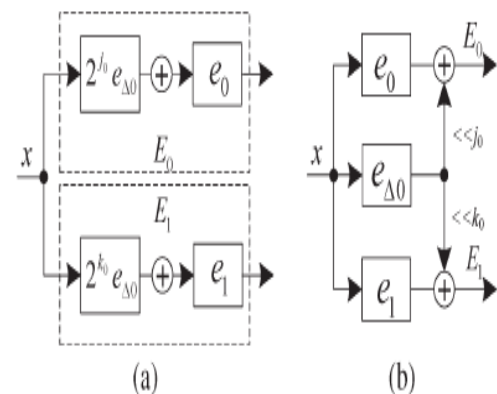 x
2^{j_0} e_{Δ0}
+
e_0
E_0
E_1
2^{k_0} e_{Δ0}
+
e_1
(a)
x
e_0
+
E_0
<<j_0
e_{Δ0}
<<k_0
E_1
e_1
+
(b)